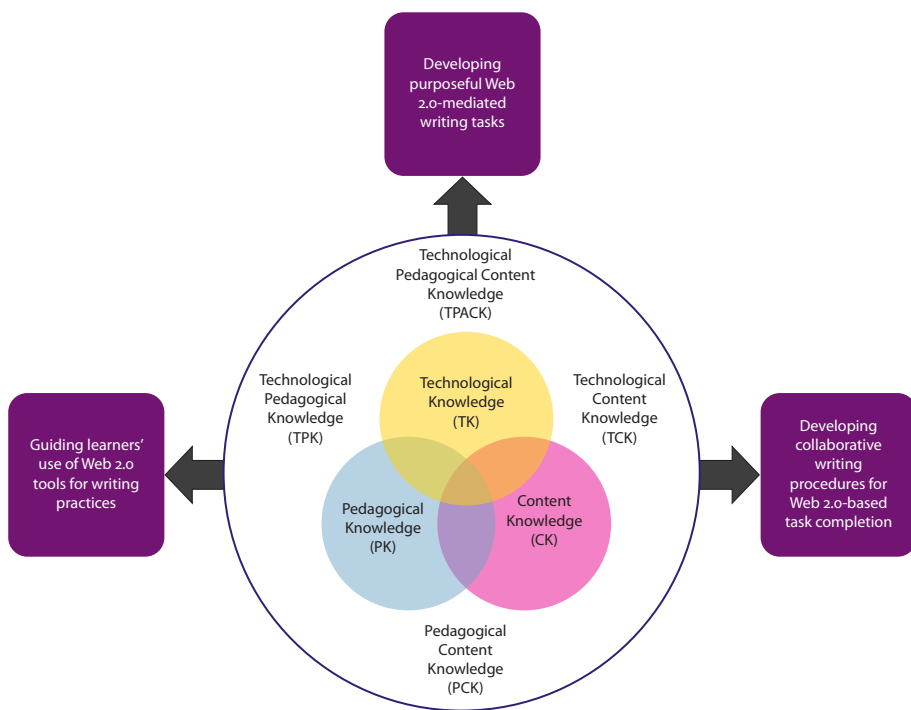 Developing
purposeful Web
2.0-mediated
writing tasks
Technological
Pedagogical Content
Knowledge
(TPACK)
Technological
Pedagogical
Knowledge
(TPK)
Technological
Knowledge
(TK)
Technological
Content
Knowledge
(TCK)
Guiding learners’
use of Web 2.0
tools for writing
practices
Developing
collaborative
writing
procedures for
Web 2.0-based
task completion
Pedagogical
Knowledge
(PK)
Content
Knowledge
(CK)
Pedagogical
Content
Knowledge
(PCK)